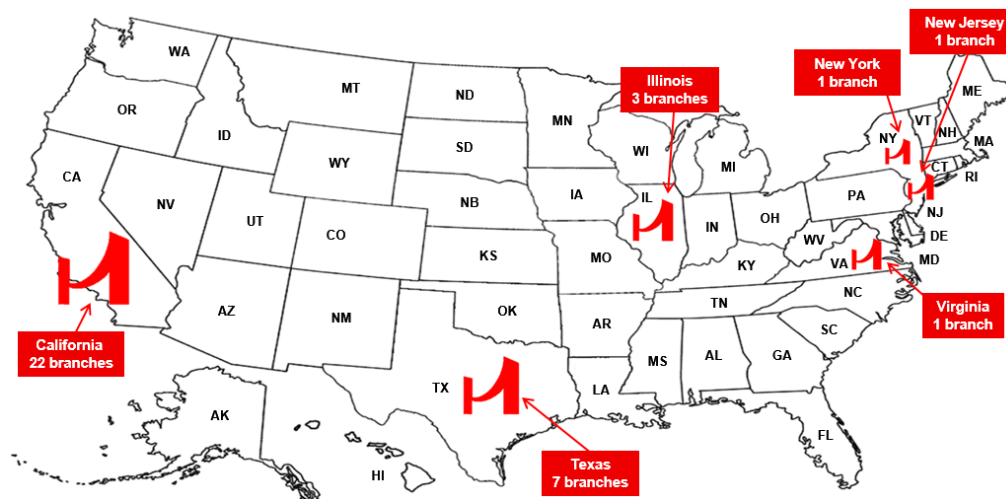 New Jersey
1 branch
New York
1 branch
Illinois
3 branches
WA
MT
ND
MN
ME
VT
NH
NY
MA
OR
ID
SD
WI
MI
CT
RI
WY
CA
NV
UT
NB
IA
IL
IN
OH
PA
NJ
CO
KS
MO
WV
DE
MD
KY
VA
Virginia
1 branch
AZ
NM
OK
AR
TN
NC
SC
California
22 branches
TX
MS
AL
GA
LA
AK
HI
FL
Texas
7 branches